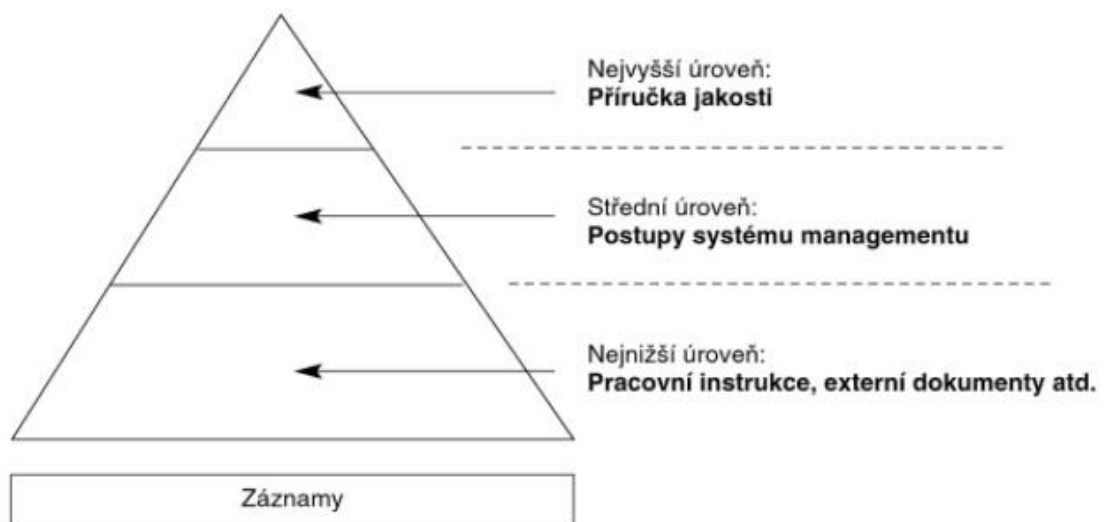 Nejvyšší úroveň:
Příručka jakosti
Střední úroveň:
Postupy systému managementu
Nejnižší úroveň:
Pracovní instrukce, externí dokumenty atd.
Záznamy